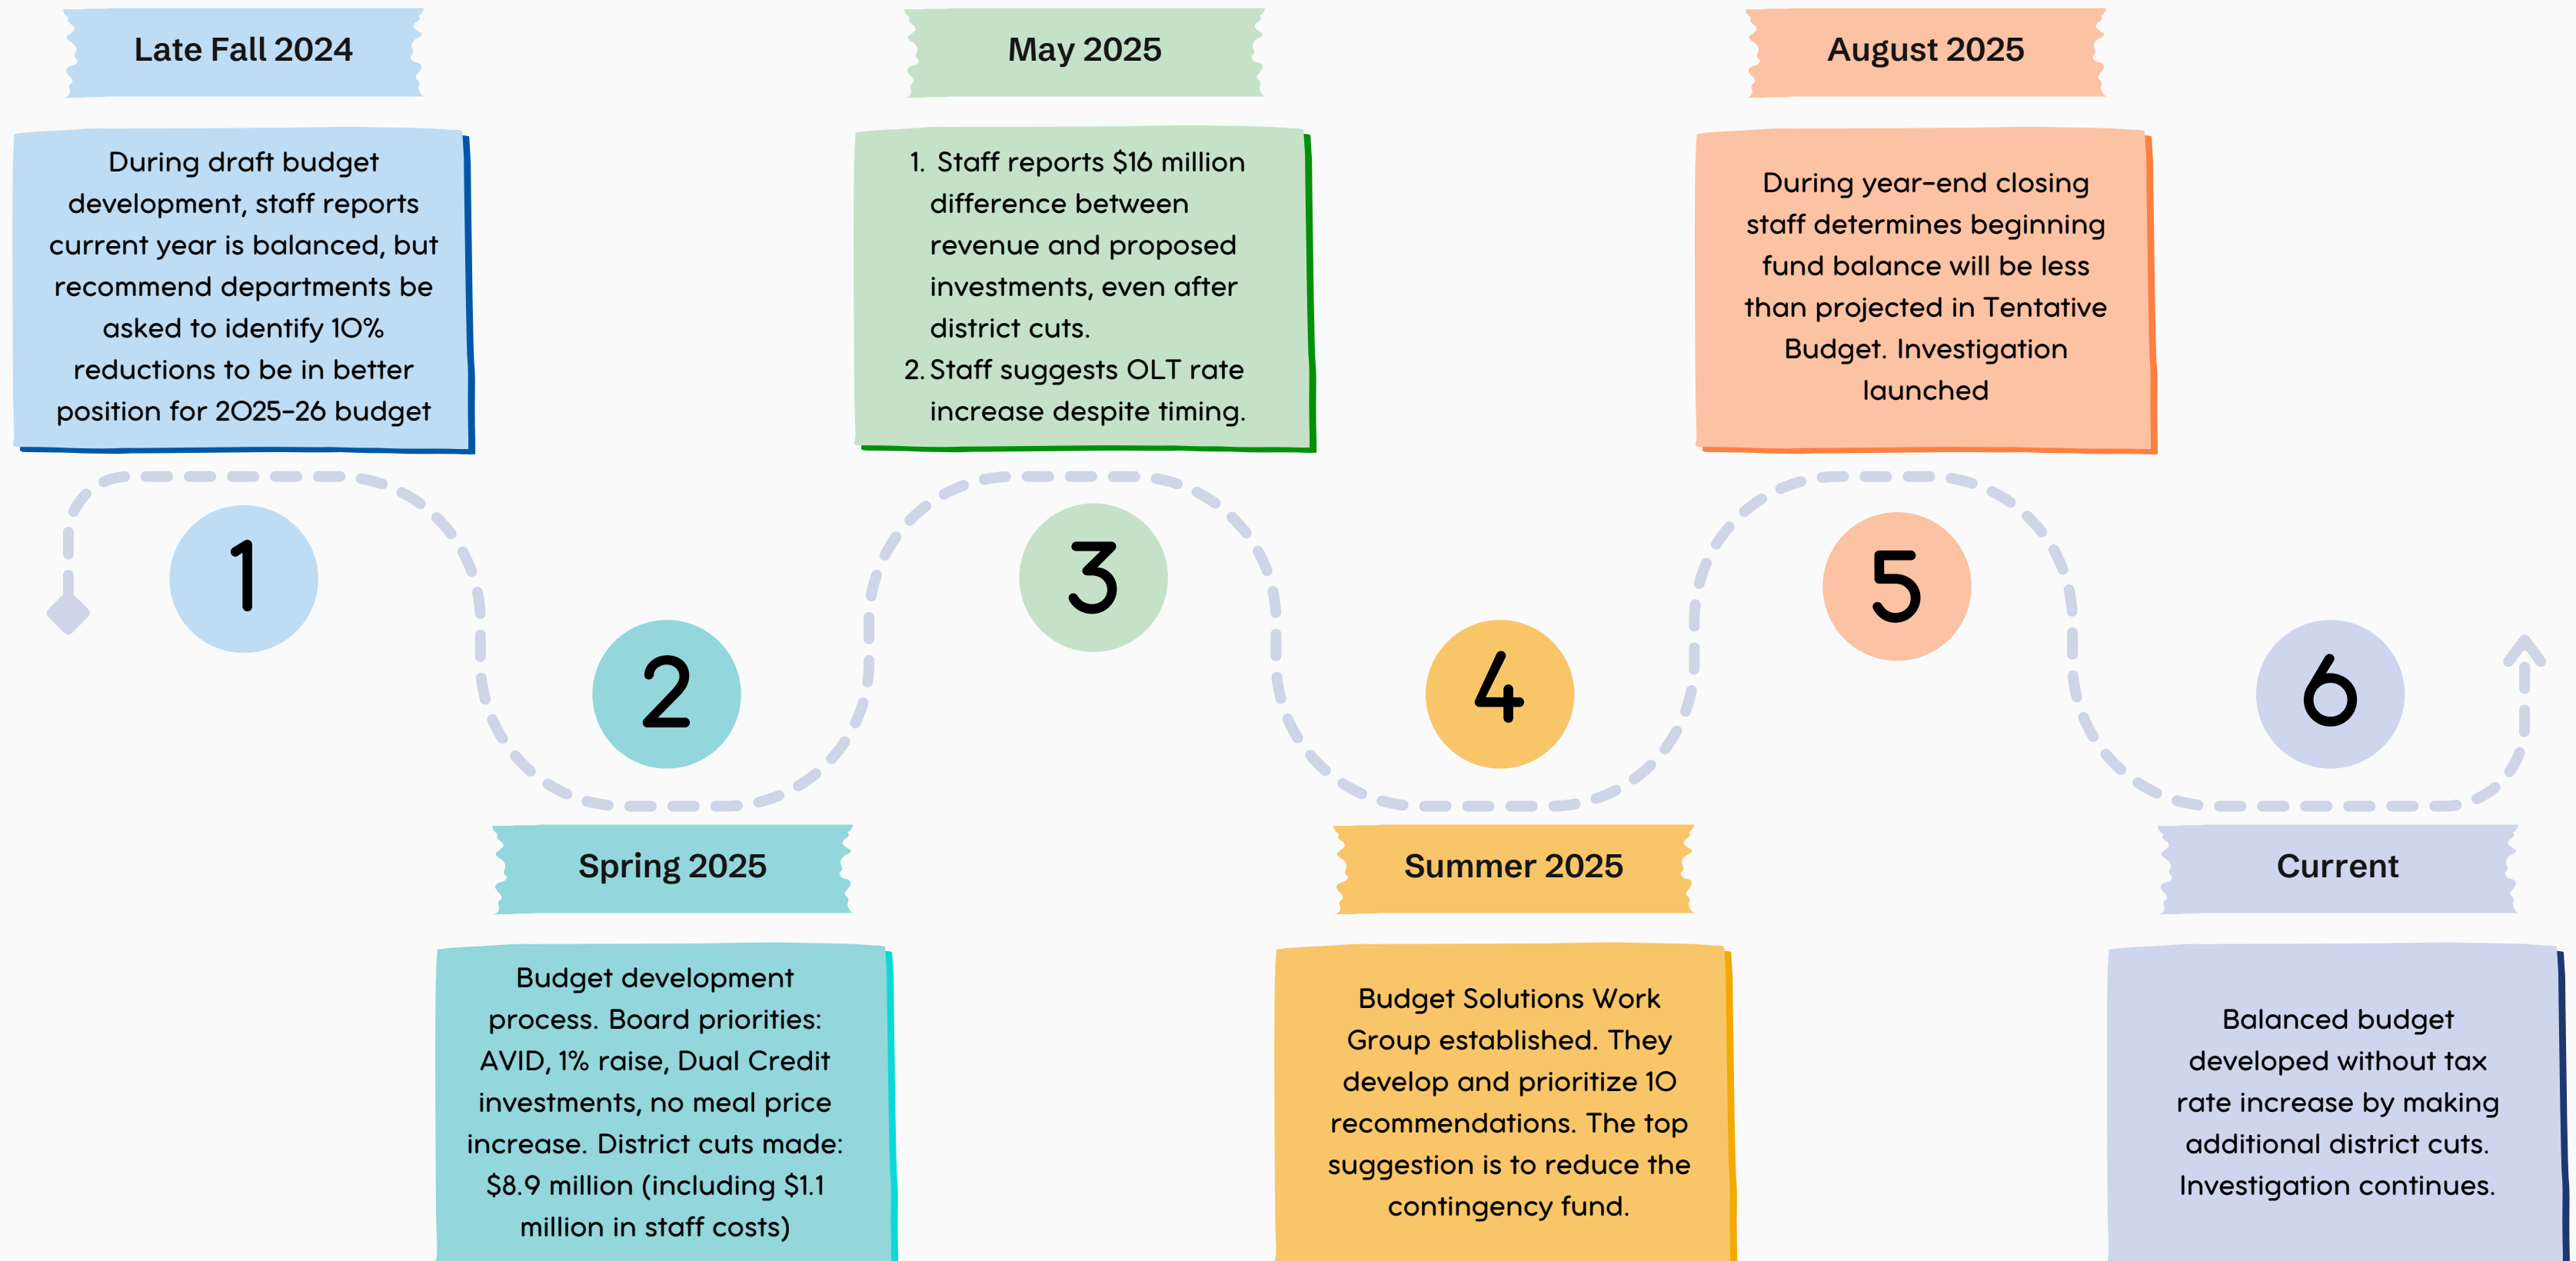 Late Fall 2024
During draft budget
development, staff reports
current year is balanced, but
recommend departments be
asked to identify 10%
reductions to be in better
position for 2025-26 budget
1
2
Spring 2025
Budget development
process. Board priorities:
AVID, 1% raise, Dual Credit
investments, no meal price
increase. District cuts made:
$8.9 million (including $1.1
million in staff costs)
May 2025
1. Staff reports $16 million
difference between
revenue and proposed
investments, even after
district cuts.
2. Staff suggests OLT rate
increase despite timing.
3
4
Summer 2025
Budget Solutions Work
Group established. They
develop and prioritize 10
recommendations. The top
suggestion is to reduce the
contingency fund.
August 2025
During year-end closing
staff determines beginning
fund balance will be less
than projected in Tentative
Budget. Investigation
launched
5
6
Current
Balanced budget
developed without tax
rate increase by making
additional district cuts.
Investigation continues.